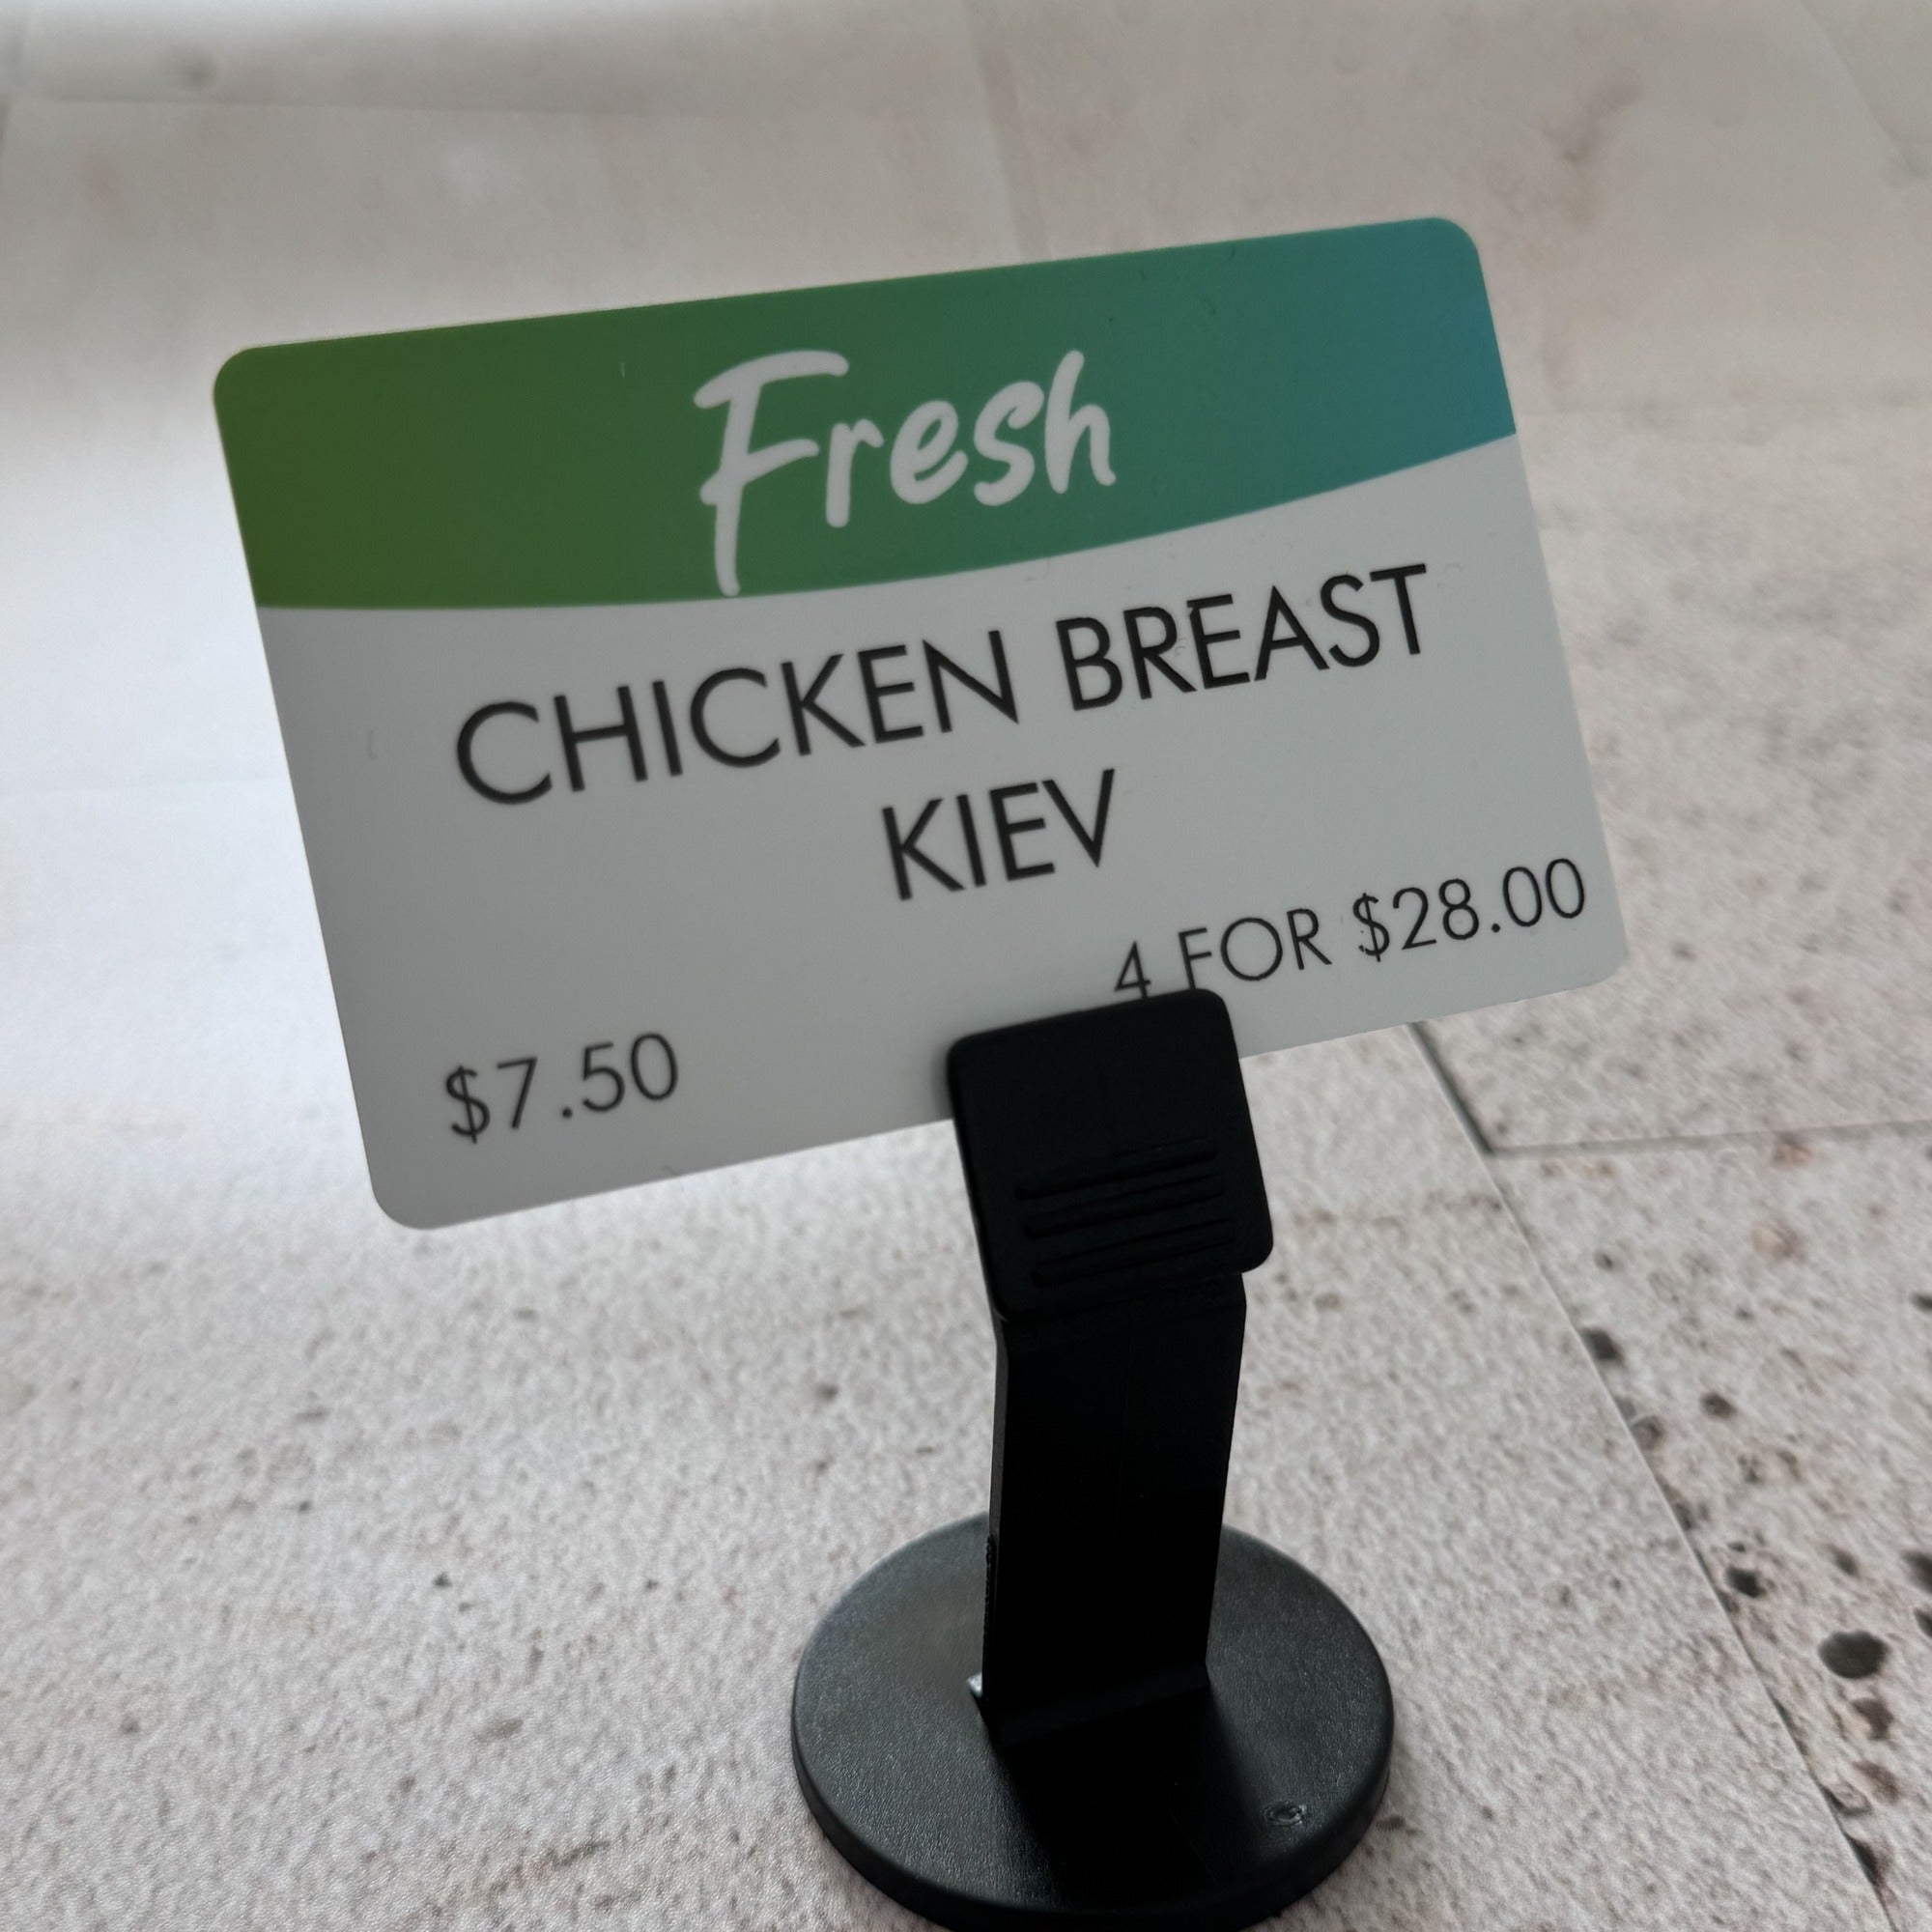 Fresh
CHICKEN BREAST
KIEV
$7.50
4 FOR $28.00